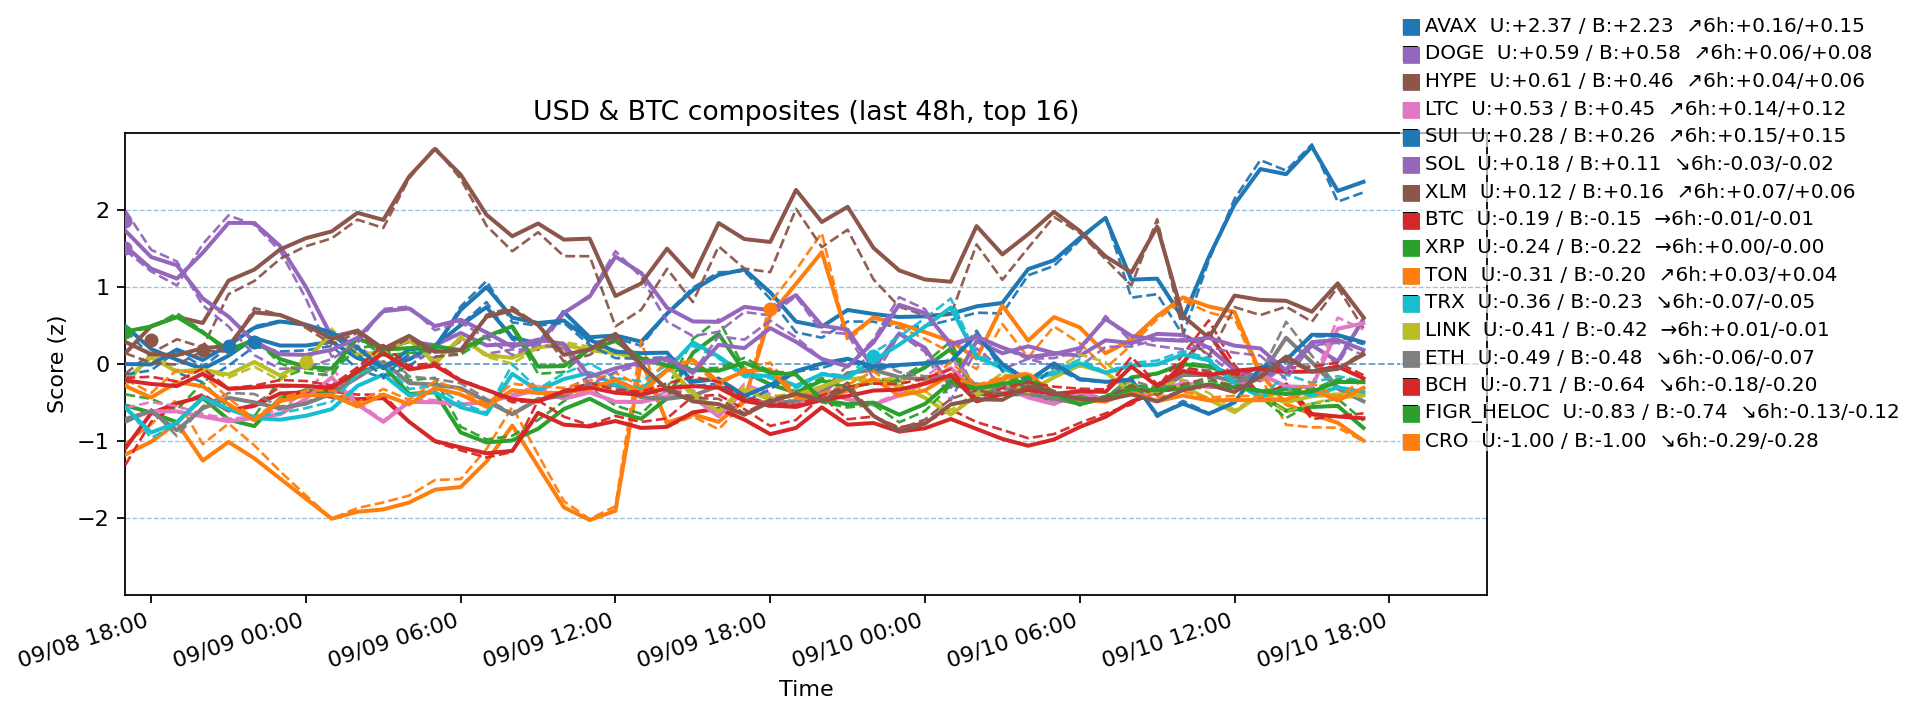 AVAX  U:+2.37 / B:+2.23  ↗6h:+0.16/+0.15
DOGE  U:+0.59 / B:+0.58  ↗6h:+0.06/+0.08
HYPE  U:+0.61 / B:+0.46  ↗6h:+0.04/+0.06
LTC  U:+0.53 / B:+0.45  ↗6h:+0.14/+0.12
SUI  U:+0.28 / B:+0.26  ↗6h:+0.15/+0.15
SOL  U:+0.18 / B:+0.11  ↘6h:-0.03/-0.02
XLM  U:+0.12 / B:+0.16  ↗6h:+0.07/+0.06
BTC  U:-0.19 / B:-0.15  →6h:-0.01/-0.01
XRP  U:-0.24 / B:-0.22  →6h:+0.00/-0.00
TON  U:-0.31 / B:-0.20  ↗6h:+0.03/+0.04
TRX  U:-0.36 / B:-0.23  ↘6h:-0.07/-0.05
LINK  U:-0.41 / B:-0.42  →6h:+0.01/-0.01
ETH  U:-0.49 / B:-0.48  ↘6h:-0.06/-0.07
BCH  U:-0.71 / B:-0.64  ↘6h:-0.18/-0.20
FIGR_HELOC  U:-0.83 / B:-0.74  ↘6h:-0.13/-0.12
CRO  U:-1.00 / B:-1.00  ↘6h:-0.29/-0.28
USD & BTC composites (last 48h, top 16)
Score (z)
2
1
0
−1
−2
09/08 18:00
09/09 00:00
09/09 06:00
09/09 12:00
09/09 18:00
09/10 00:00
09/10 06:00
09/10 12:00
09/10 18:00
Time